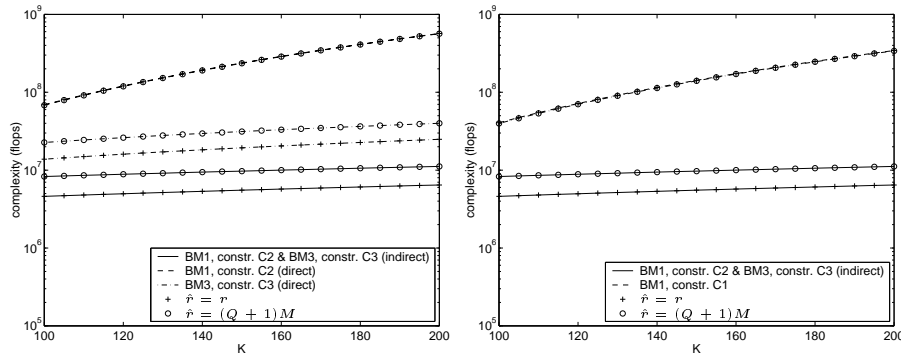 10^9
10^8
10^7
10^6
10^5
complexity (flops)
100 120 140 160 180 200
K
BM1, constr. C2 & BM3, constr. C3 (indirect)
BM1, constr. C2 (direct)
BM3, constr. C3 (direct)
r̂ = r
r̂ = (Q + 1)M
10^9
10^8
10^7
10^6
10^5
complexity (flops)
100 120 140 160 180 200
K
BM1, constr. C2 & BM3, constr. C3 (indirect)
BM1, constr. C1
r̂ = r
r̂ = (Q + 1)M